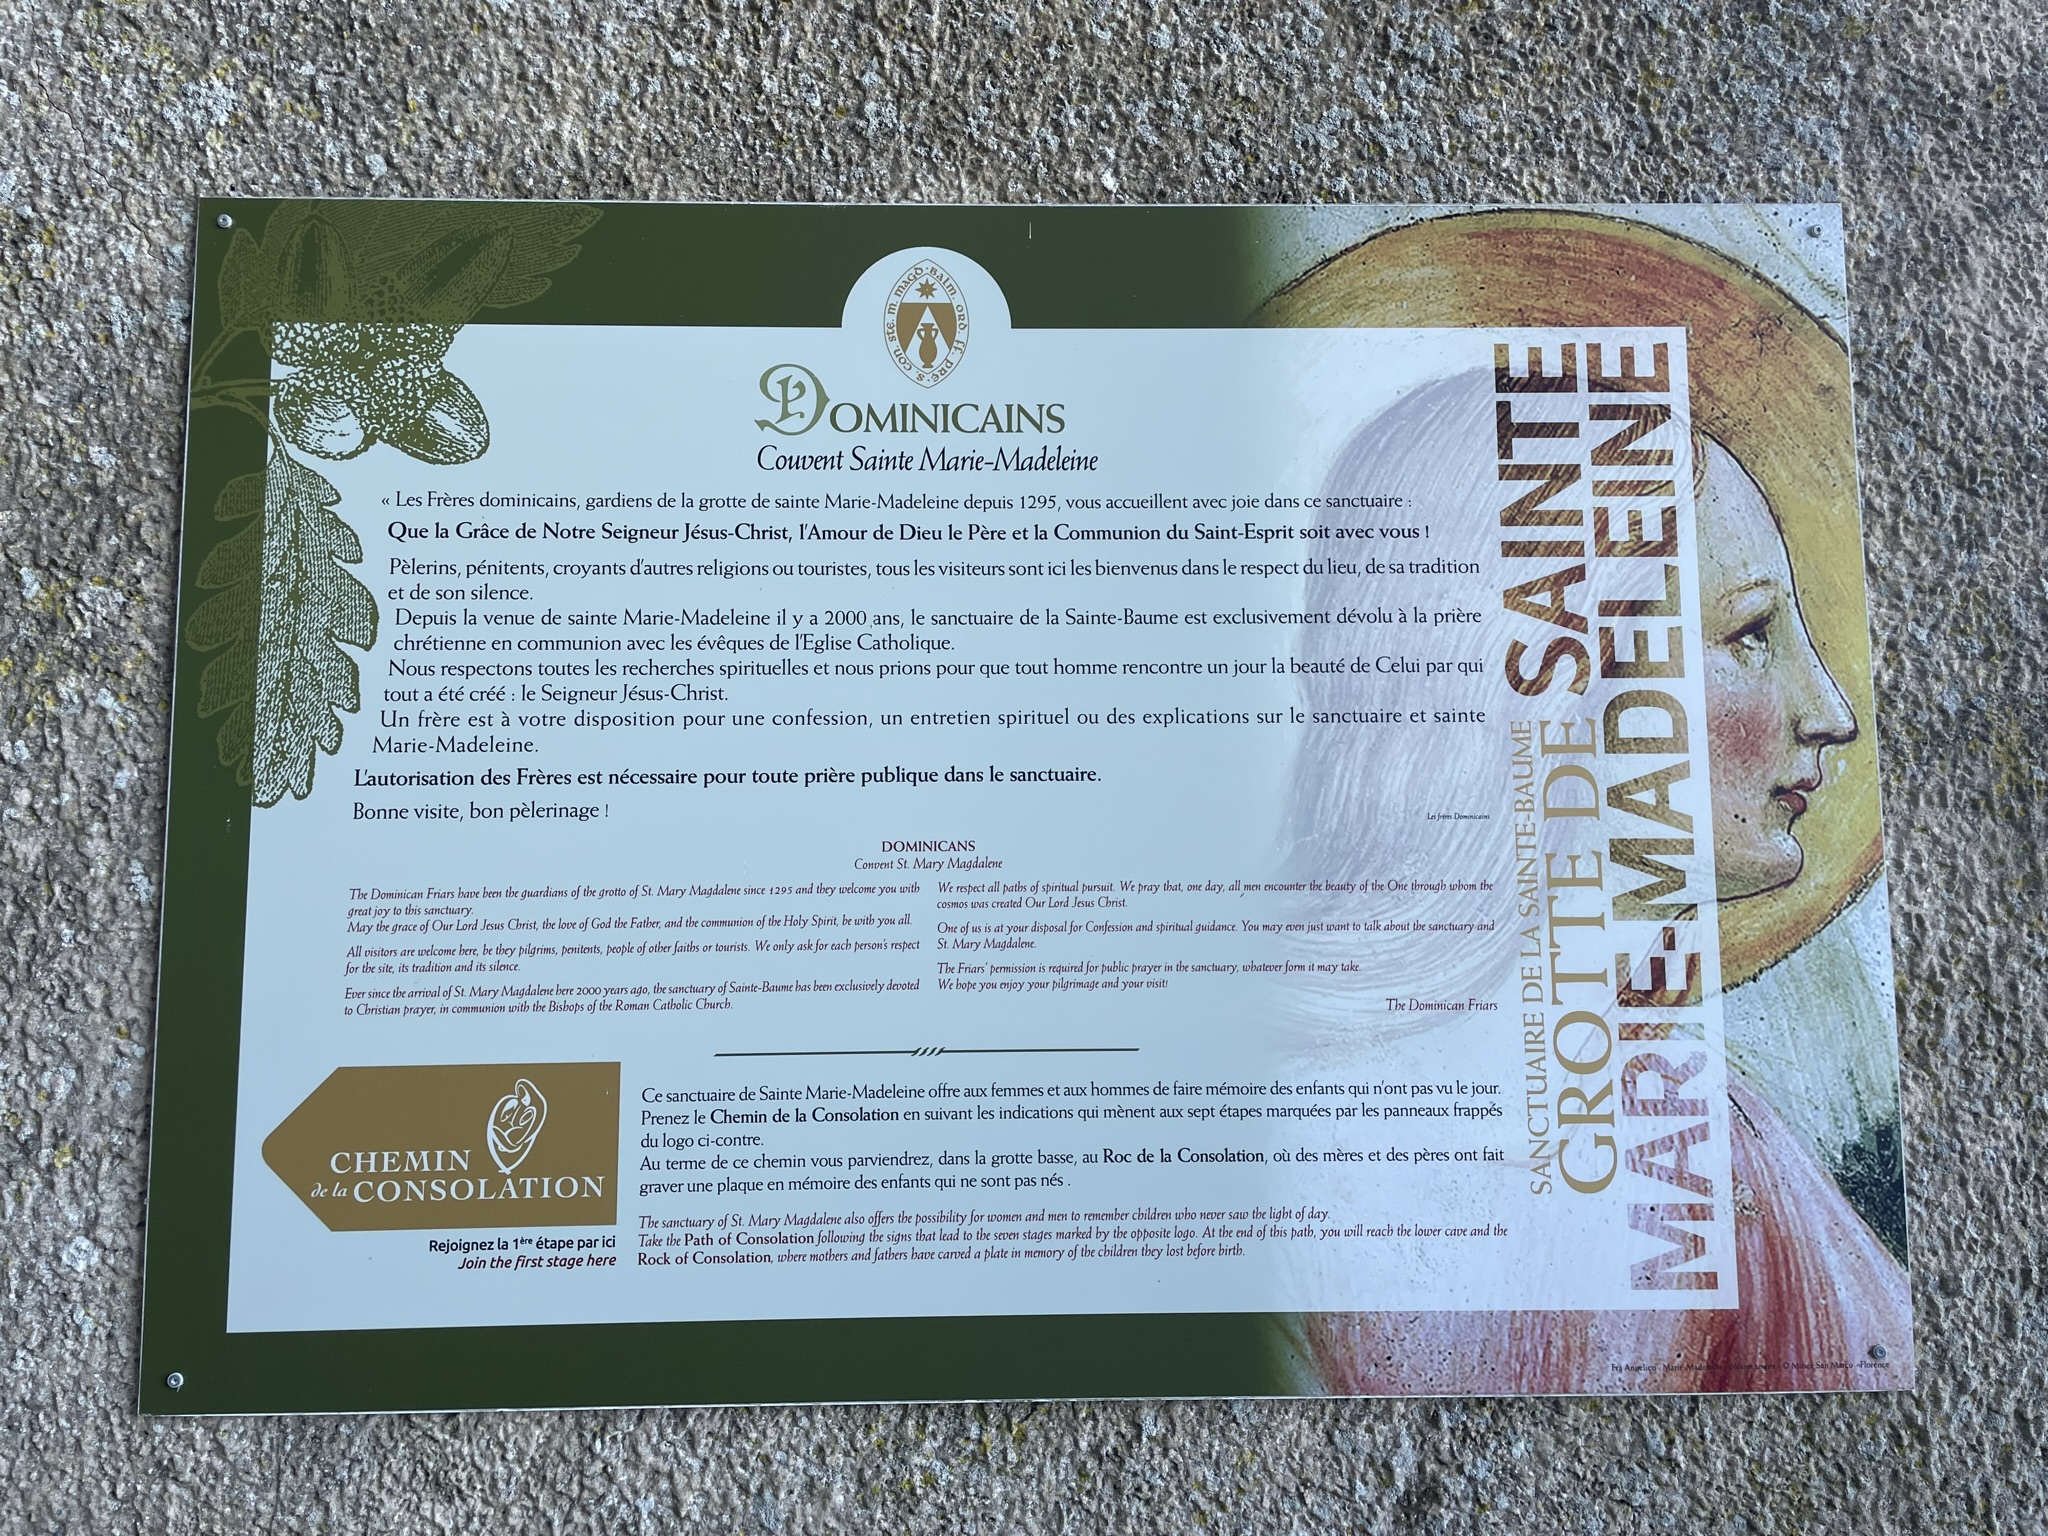 STE. M. MAGD. BALM. ORD. FF. PRE. S. CON.
DOMINICAINS
Couvent Sainte Marie-Madeleine
« Les Frères dominicains, gardiens de la grotte de sainte Marie-Madeleine depuis 1295, vous accueillent avec joie dans ce sanctuaire :
Que la Grâce de Notre Seigneur Jésus-Christ, l'Amour de Dieu le Père et la Communion du Saint-Esprit soit avec vous !
Pèlerins, pénitents, croyants d'autres religions ou touristes, tous les visiteurs sont ici les bienvenus dans le respect du lieu, de sa tradition
et de son silence.
Depuis la venue de sainte Marie-Madeleine il y a 2000 ans, le sanctuaire de la Sainte-Baume est exclusivement dévolu à la prière
chrétienne en communion avec les évêques de l'Eglise Catholique.
Nous respectons toutes les recherches spirituelles et nous prions pour que tout homme rencontre un jour la beauté de Celui par qui
tout a été créé : le Seigneur Jésus-Christ.
Un frère est à votre disposition pour une confession, un entretien spirituel ou des explications sur le sanctuaire et sainte
Marie-Madeleine.
L'autorisation des Frères est nécessaire pour toute prière publique dans le sanctuaire.
Bonne visite, bon pèlerinage !
Les frères Dominicains
DOMINICANS
Convent St. Mary Magdalene
The Dominican Friars have been the guardians of the grotto of St. Mary Magdalene since 1295 and they welcome you with
great joy to this sanctuary.
May the grace of Our Lord Jesus Christ, the love of God the Father, and the communion of the Holy Spirit, be with you all.
All visitors are welcome here, be they pilgrims, penitents, people of other faiths or tourists. We only ask for each person's respect
for the site, its tradition and its silence.
Ever since the arrival of St. Mary Magdalene here 2000 years ago, the sanctuary of Sainte-Baume has been exclusively devoted
to Christian prayer, in communion with the Bishops of the Roman Catholic Church.
We respect all paths of spiritual pursuit. We pray that, one day, all men encounter the beauty of the One through whom the
cosmos was created Our Lord Jesus Christ.
One of us is at your disposal for Confession and spiritual guidance. You may even just want to talk about the sanctuary and
St. Mary Magdalene.
The Friars' permission is required for public prayer in the sanctuary, whatever form it may take.
We hope you enjoy your pilgrimage and your visit!
The Dominican Friars
CHEMIN
de la CONSOLATION
Rejoignez la 1ère étape par ici
Join the first stage here
Ce sanctuaire de Sainte Marie-Madeleine offre aux femmes et aux hommes de faire mémoire des enfants qui n'ont pas vu le jour.
Prenez le Chemin de la Consolation en suivant les indications qui mènent aux sept étapes marquées par les panneaux frappés
du logo ci-contre.
Au terme de ce chemin vous parviendrez, dans la grotte basse, au Roc de la Consolation, où des mères et des pères ont fait
graver une plaque en mémoire des enfants qui ne sont pas nés .
The sanctuary of St. Mary Magdalene also offers the possibility for women and men to remember children who never saw the light of day.
Take the Path of Consolation following the signs that lead to the seven stages marked by the opposite logo. At the end of this path, you will reach the lower cave and the
Rock of Consolation, where mothers and fathers have carved a plate in memory of the children they lost before birth.
SANCTUAIRE DE LA SAINTE-BAUME
GROTTE DE SAINTE
MARIE-MADELEINE
Fra Angelico - Marie Madeleine - © Musée San Marco - Florence